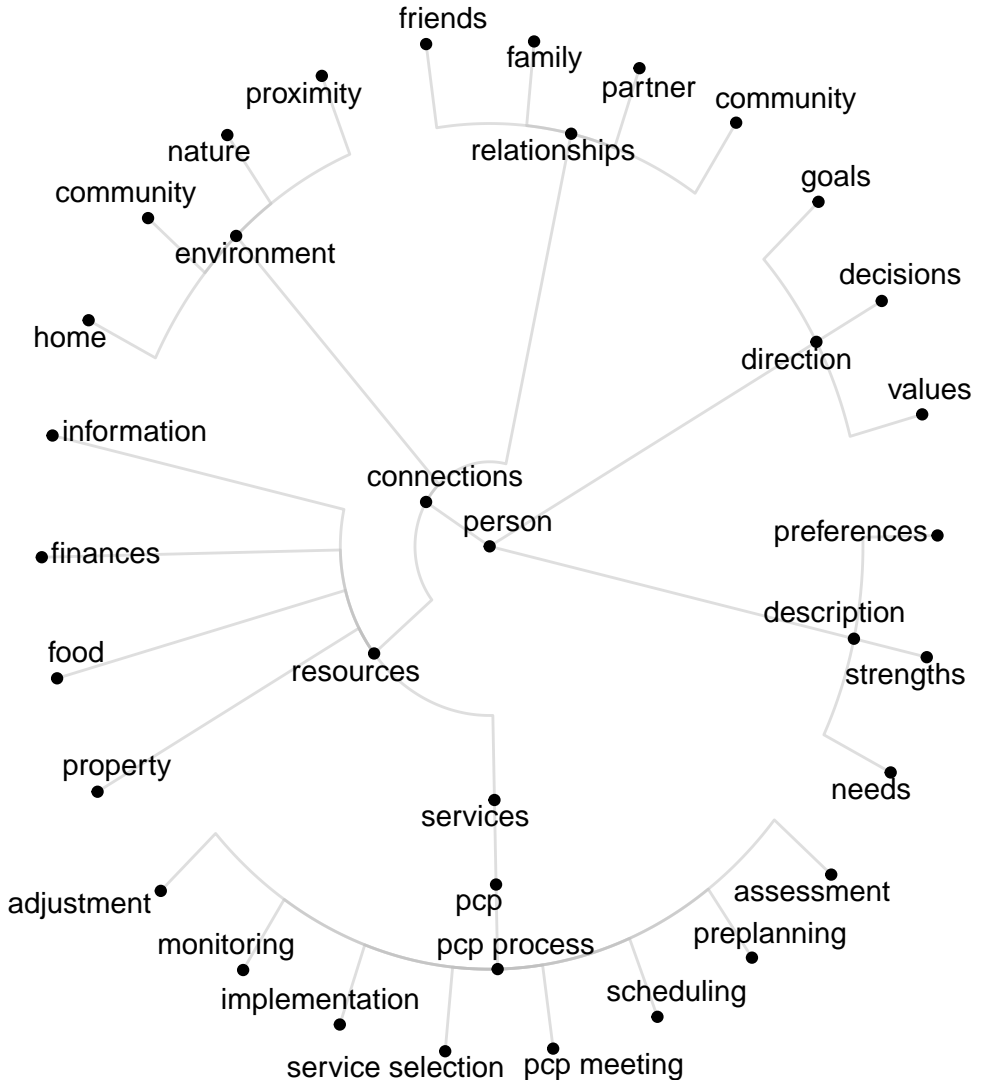 friends
family
proximity
partner
community
nature
relationships
community
goals
environment
decisions
home
direction
values
information
connections
person
preferences
finances
description
food
resources
strengths
property
needs
services
assessment
adjustment
pcp
preplanning
monitoring
pcp process
scheduling
implementation
service selection
pcp meeting